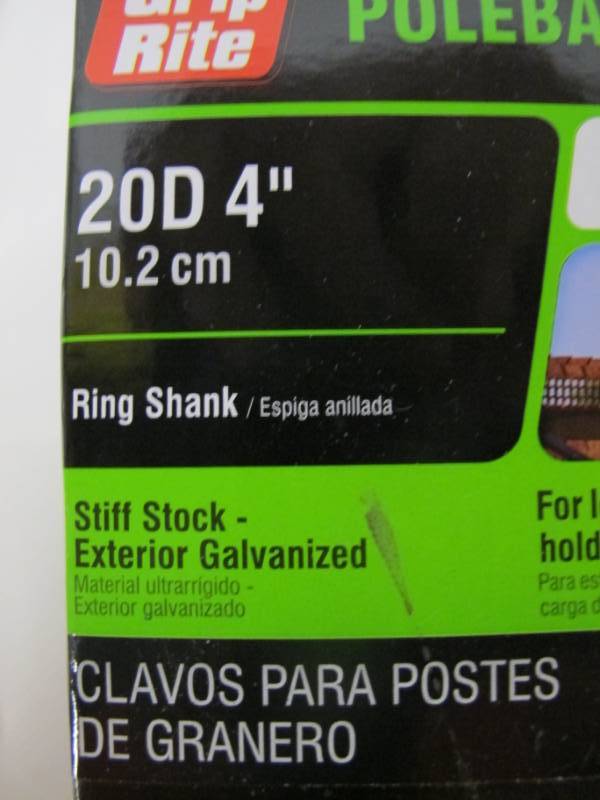 Grip
Rite
POLEBA
20D 4"
10.2 cm
Ring Shank / Espiga anillada
Stiff Stock -
Exterior Galvanized
Material ultrarrígido -
Exterior galvanizado
For l
hold
Para es
carga d
CLAVOS PARA POSTES
DE GRANERO